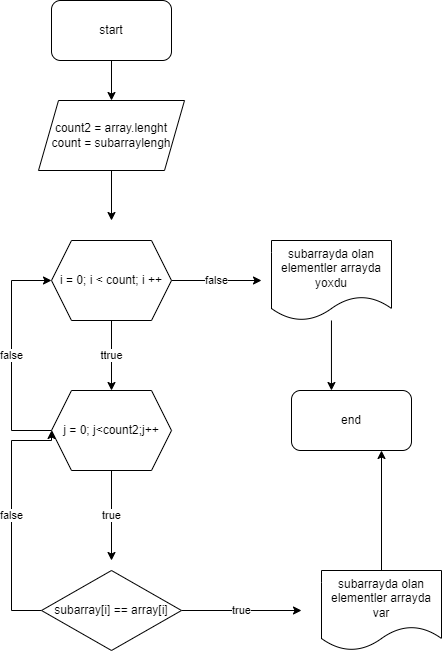 start
count2 = array.lenght
count = subarraylengh
i = 0; i < count; i ++
false
subarrayda olan
elementler arrayda
yoxdu
false
ttrue
j = 0; j<count2;j++
end
false
true
subarray[i] == array[i]
true
subarrayda olan
elementler arrayda
var